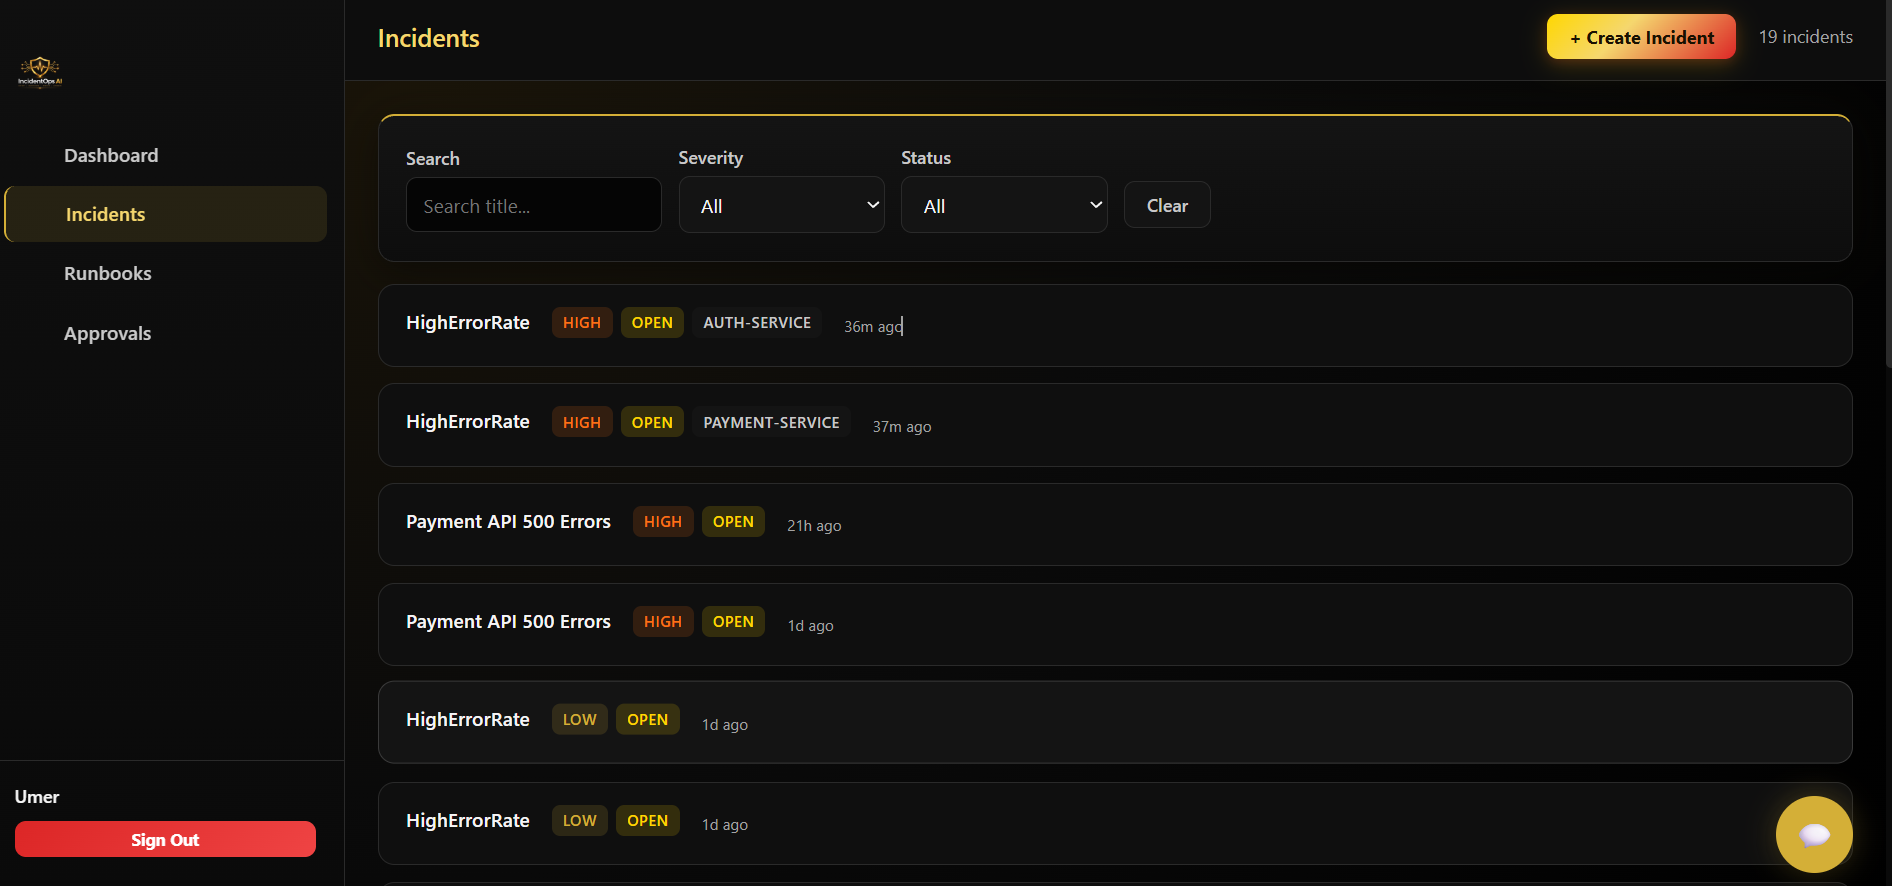 IncidentOps AI
Dashboard
Incidents
Runbooks
Approvals
Umer
Sign Out
Incidents
+ Create Incident
19 incidents
Search
Severity
Status
Search title...
All
All
Clear
HighErrorRate HIGH OPEN AUTH-SERVICE 36m ago
HighErrorRate HIGH OPEN PAYMENT-SERVICE 37m ago
Payment API 500 Errors HIGH OPEN 21h ago
Payment API 500 Errors HIGH OPEN 1d ago
HighErrorRate LOW OPEN 1d ago
HighErrorRate LOW OPEN 1d ago